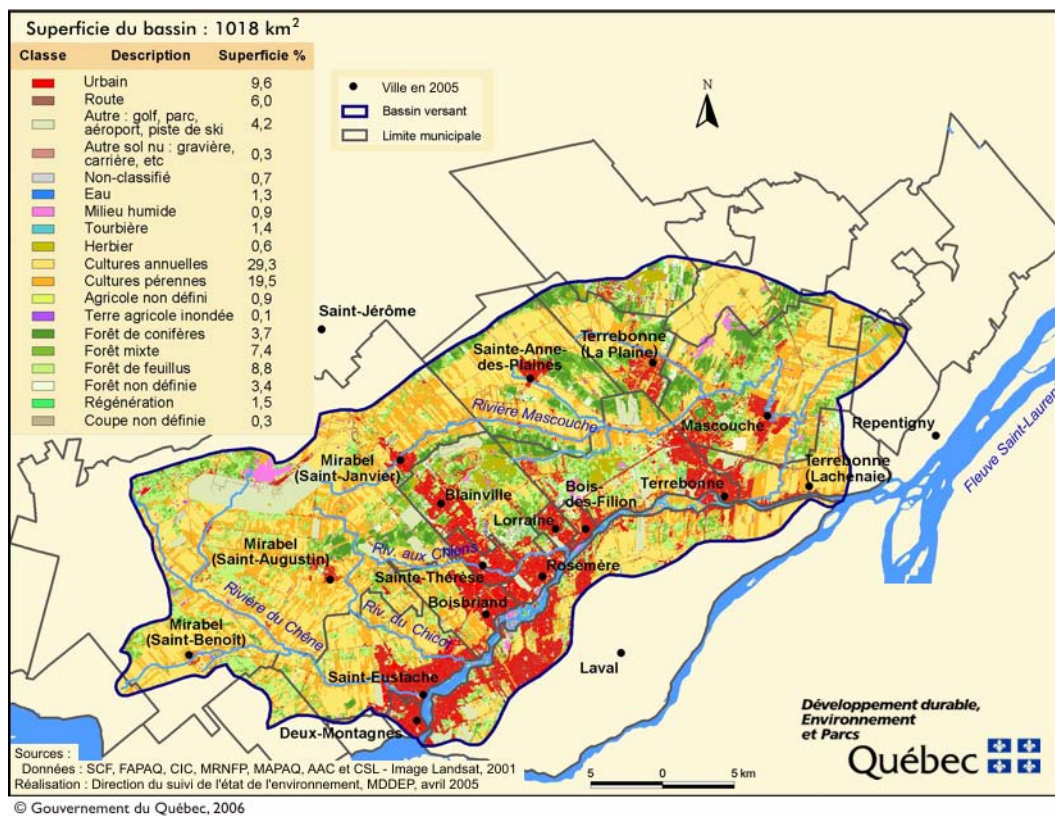 Superficie du bassin : 1018 km²
Classe Description Superficie %
Urbain 9,6
Route 6,0
Autre : golf, parc,
aéroport, piste de ski 4,2
Autre sol nu : gravière,
carrière, etc 0,3
Non-classifié 0,7
Eau 1,3
Milieu humide 0,9
Tourbière 1,4
Herbier 0,6
Cultures annuelles 29,3
Cultures pérennes 19,5
Agricole non défini 0,9
Terre agricole inondée 0,1
Forêt de conifères 3,7
Forêt mixte 7,4
Forêt de feuillus 8,8
Forêt non définie 3,4
Régénération 1,5
Coupe non définie 0,3
Ville en 2005
Bassin versant
Limite municipale
N
Saint-Jérôme
Sainte-Anne-
des-Plaines
Terrebonne
(La Plaine)
Rivière Mascouche
Mascouche
Repentigny
Fleuve Saint-Laurent
Mirabel
(Saint-Janvier)
Blainville
Bois-
des-Filion
Terrebonne
Terrebonne
(Lachenaie)
Lorraine
Mirabel
(Saint-Augustin)
Riv. aux Chiens
Sainte-Thérèse
Rosemère
Boisbriand
Riv. du Chicot
Rivière du Chêne
Mirabel
(Saint-Benoît)
Laval
Saint-Eustache
Deux-Montagnes
Développement durable,
Environnement
et Parcs
Québec
5 0 5 km
Sources :
Données : SCF, FAPAQ, CIC, MRNFP, MAPAQ, AAC et CSL - Image Landsat, 2001
Réalisation : Direction du suivi de l'état de l'environnement, MDDEP, avril 2005
© Gouvernement du Québec, 2006